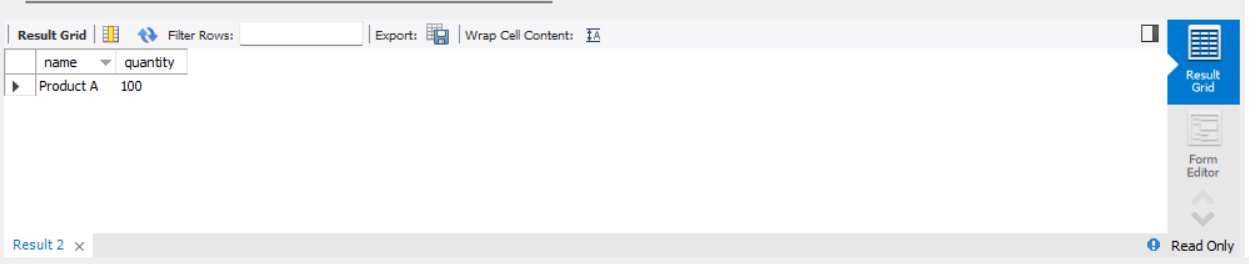 Result Grid Filter Rows: Export: Wrap Cell Content: IA
name quantity
Product A 100
Result
Grid
Form
Editor
Result 2 × Read Only